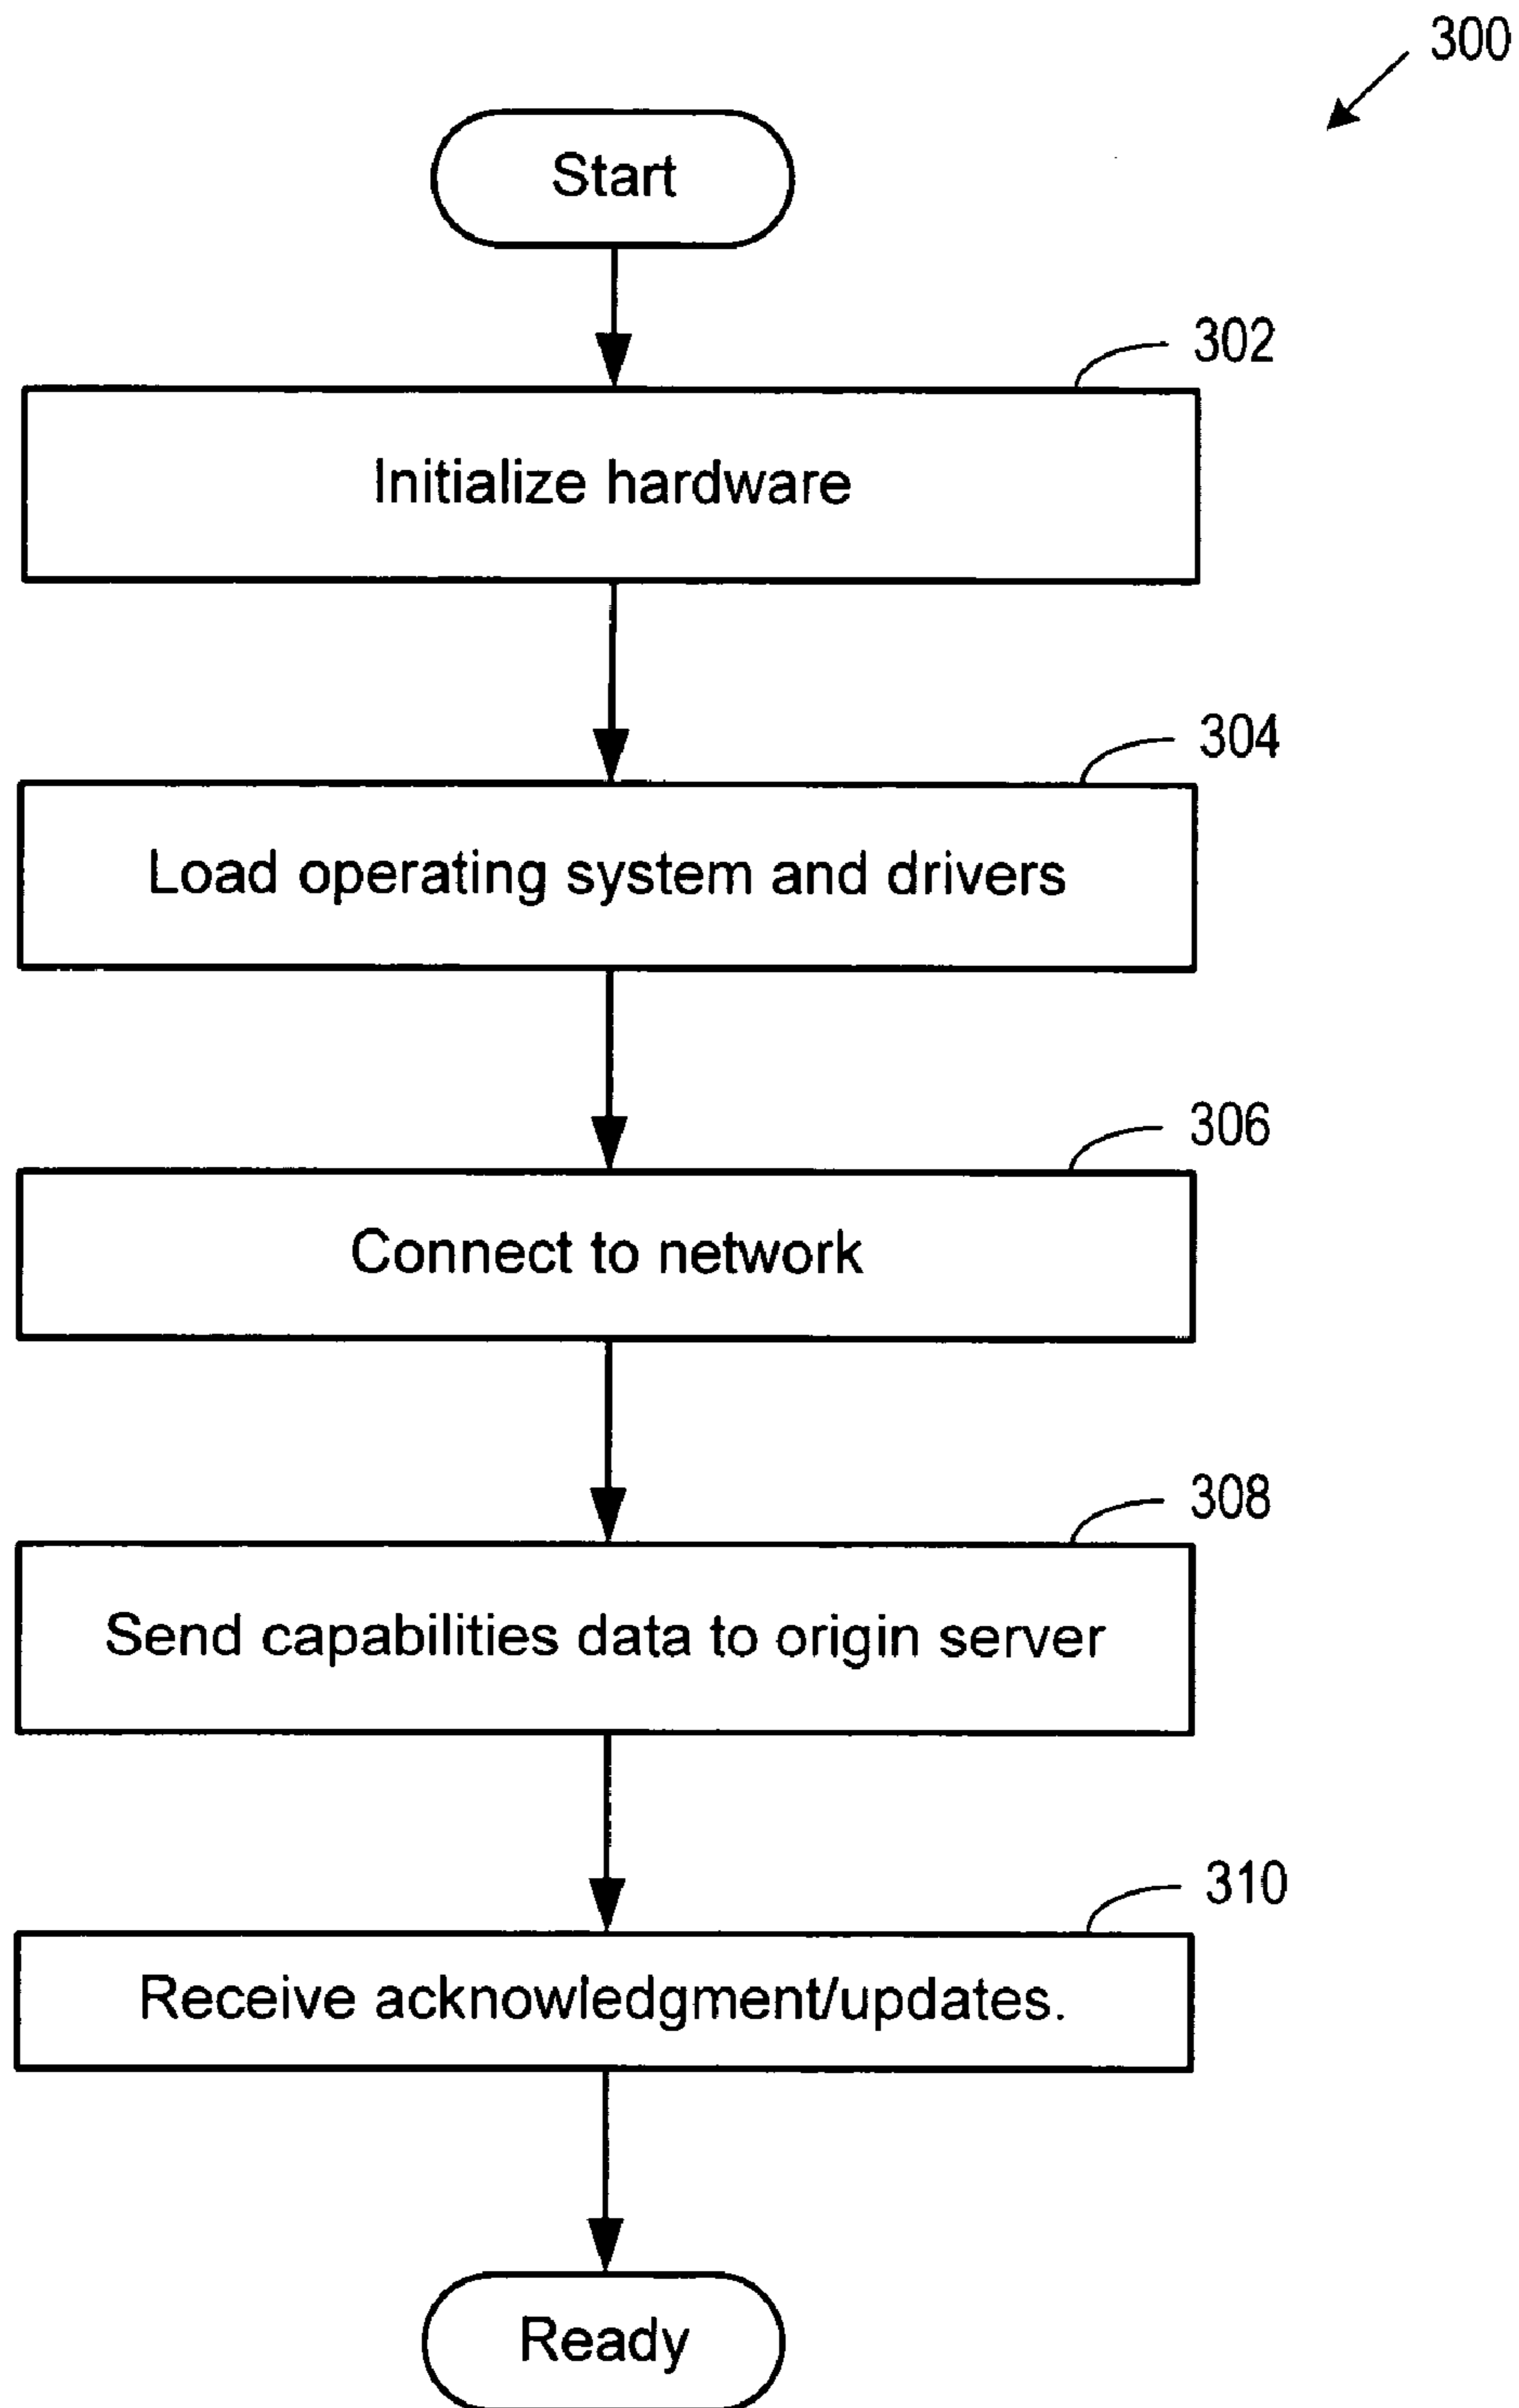 300
Start
302
Initialize hardware
304
Load operating system and drivers
306
Connect to network
308
Send capabilities data to origin server
310
Receive acknowledgment/updates.
Ready